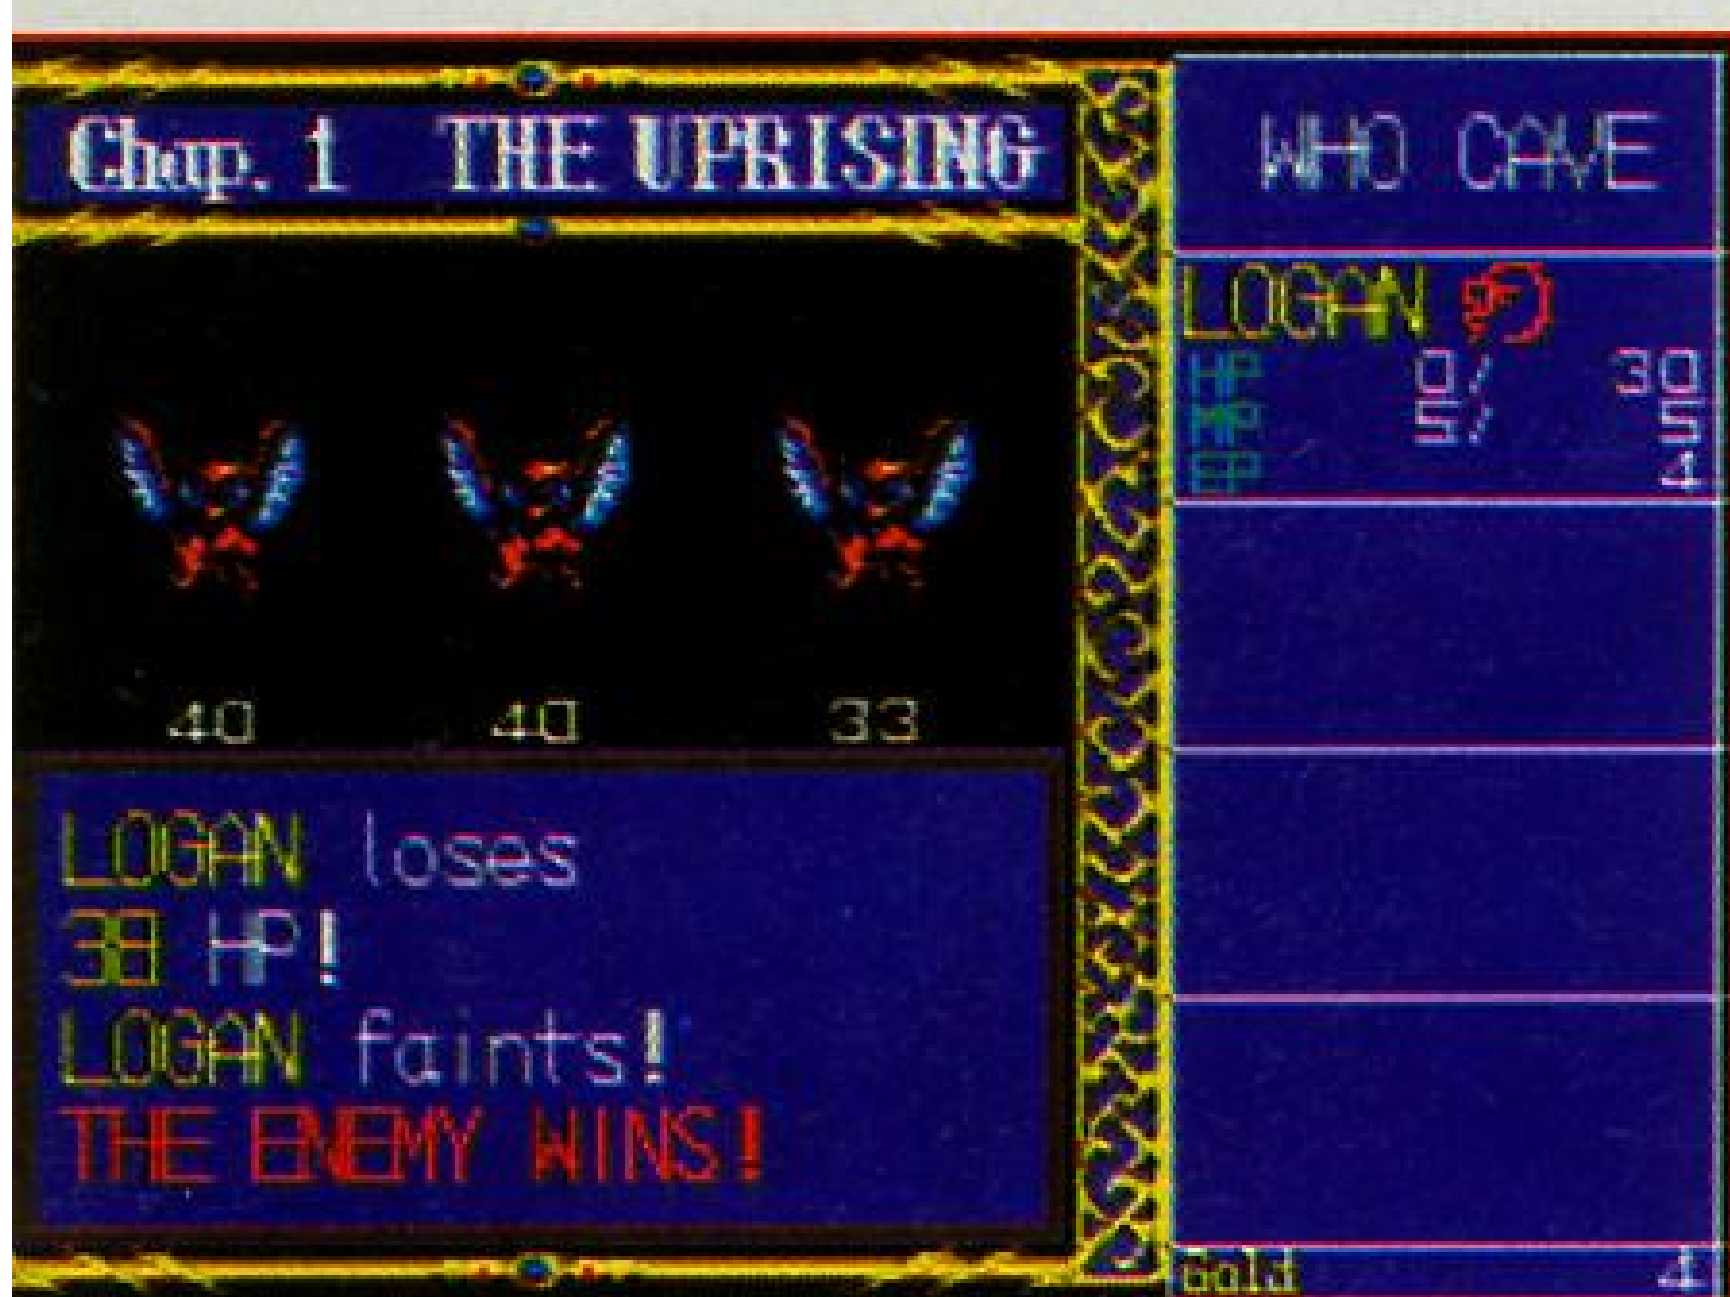 Chap. 1 THE UPRISING
WHO CAVE
LOGAN
HP 0/ 30
MP 5/ 5
EP 4
40 40 33
LOGAN loses
HP!
LOGAN faints!
THE ENEMY WINS!
Gold 4